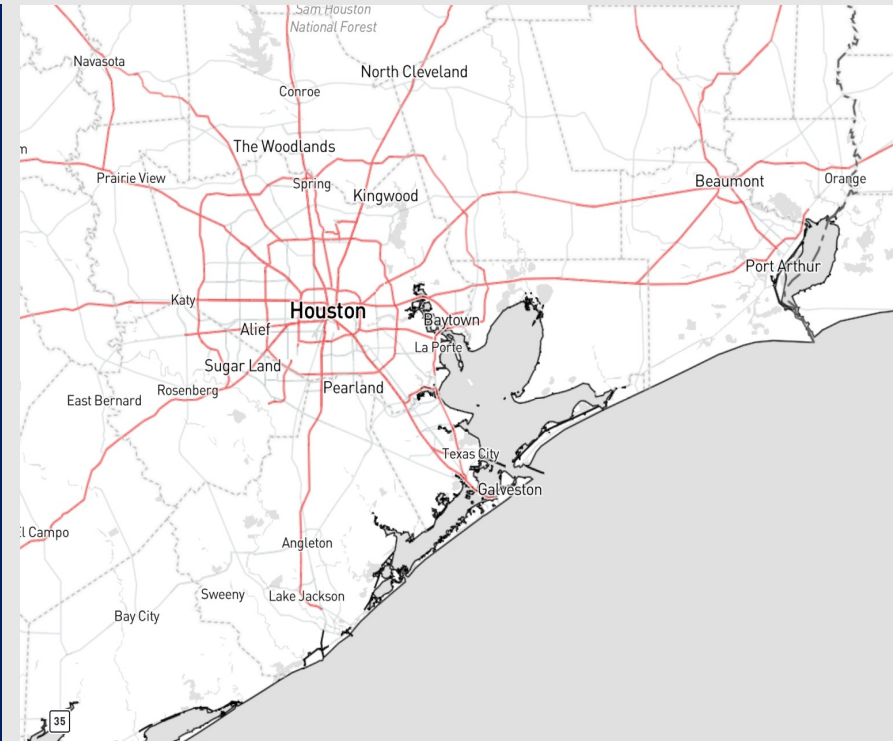 Sam Houston
National Forest
Navasota
North Cleveland
Conroe
The Woodlands
Prairie View
Spring
Kingwood
Beaumont
Orange
Port Arthur
Katy
Houston
Baytown
Alief
La Porte
Sugar Land
Pearland
Rosenberg
East Bernard
Texas City
Galveston
El Campo
Angleton
Sweeny
Lake Jackson
Bay City
35